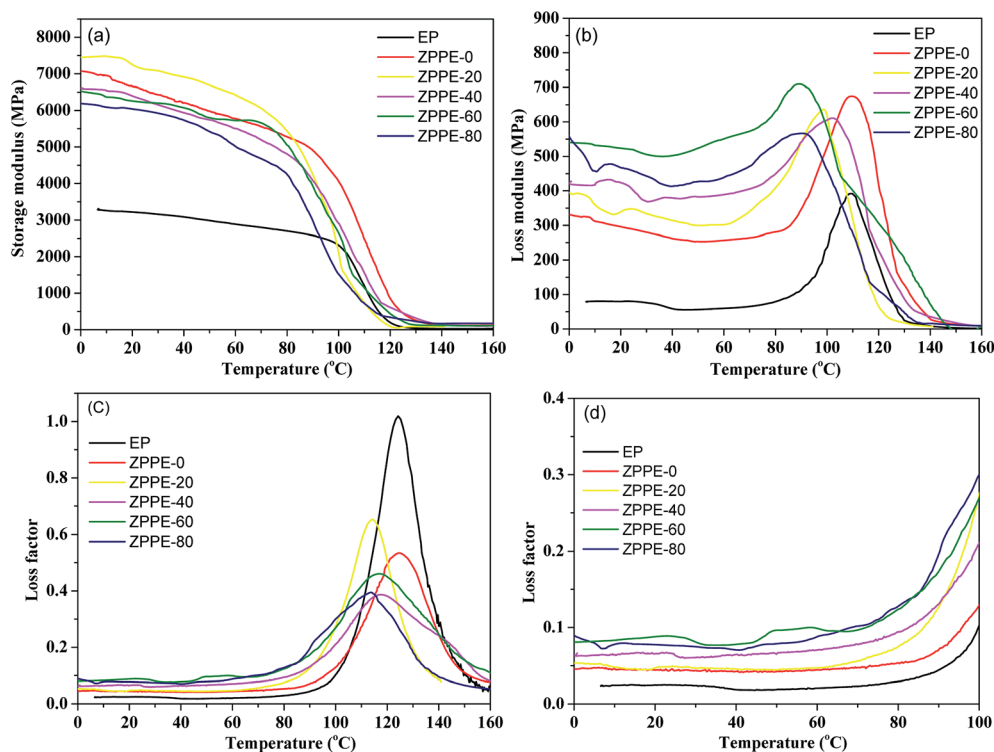 (a)
EP
ZPPE-0
ZPPE-20
ZPPE-40
ZPPE-60
ZPPE-80
8000
7000
6000
5000
4000
3000
2000
1000
0
Storage modulus (MPa)
0 20 40 60 80 100 120 140 160
Temperature (°C)
(b)
EP
ZPPE-0
ZPPE-20
ZPPE-40
ZPPE-60
ZPPE-80
900
800
700
600
500
400
300
200
100
0
Loss modulus (MPa)
0 20 40 60 80 100 120 140 160
Temperature (°C)
(C)
EP
ZPPE-0
ZPPE-20
ZPPE-40
ZPPE-60
ZPPE-80
1.0
0.8
0.6
0.4
0.2
0.0
Loss factor
0 20 40 60 80 100 120 140 160
Temperature (°C)
(d)
EP
ZPPE-0
ZPPE-20
ZPPE-40
ZPPE-60
ZPPE-80
0.4
0.3
0.2
0.1
0.0
Loss factor
0 20 40 60 80 100
Temperature (°C)